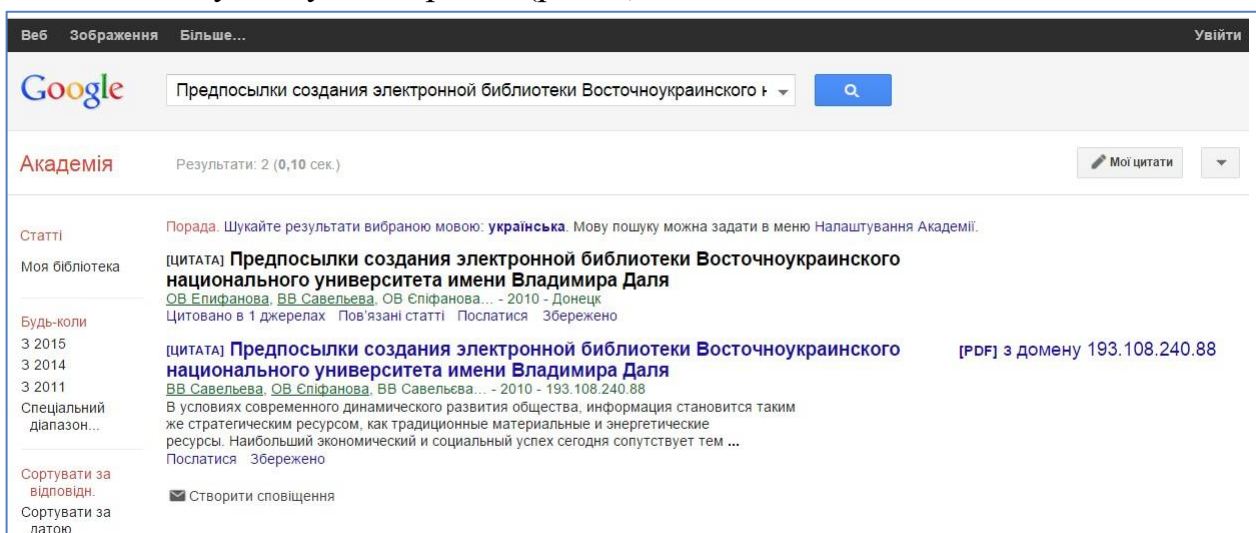 Веб Зображення Більше... Увійти
Google Предпосылки создания электронной библиотеки Восточноукраинского н
Академія Результати: 2 (0,10 сек.) Мої цитати
Порада. Шукайте результати вибраною мовою: українська. Мову пошуку можна задати в меню Налаштування Академії.
Статті
Моя бібліотека
Будь-коли
З 2015
З 2014
З 2011
Спеціальний
діапазон...
Сортувати за
відповідн.
Сортувати за
датою
[ЦИТАТА] Предпосылки создания электронной библиотеки Восточноукраинского
национального университета имени Владимира Даля
ОВ Епифанова, ВВ Савельева, ОВ Єпіфанова... - 2010 - Донецк
Цитовано в 1 джерелах Пов'язані статті Послатися Збережено
[ЦИТАТА] Предпосылки создания электронной библиотеки Восточноукраинского
национального университета имени Владимира Даля
[PDF] з домену 193.108.240.88
ВВ Савельева, ОВ Єпіфанова, ВВ Савельєва... - 2010 - 193.108.240.88
В условиях современного динамического развития общества, информация становится таким
же стратегическим ресурсом, как традиционные материальные и энергетические
ресурсы. Наибольший экономический и социальный успех сегодня сопутствует тем ...
Послатися Збережено
Створити сповіщення